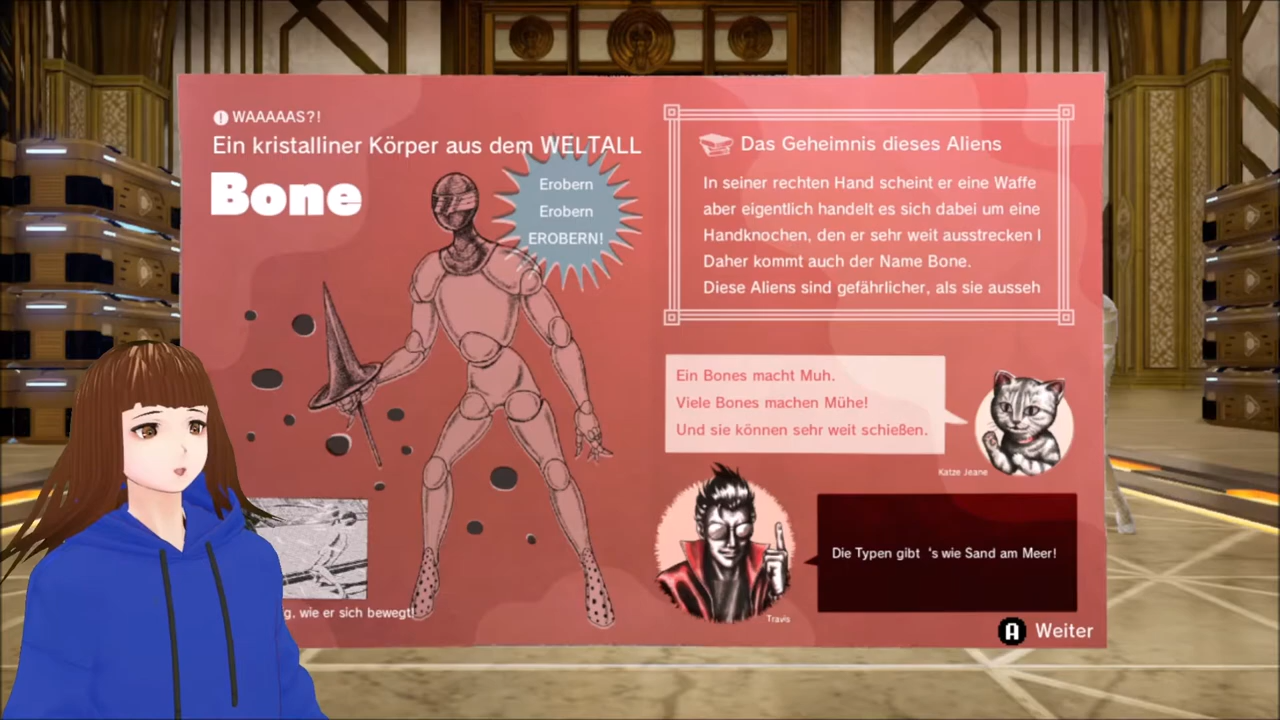 WAAAAAS?!
Ein kristalliner Körper aus dem WELTALL
Bone
Erobern
Erobern
EROBERN!
g, wie er sich bewegt!
Das Geheimnis dieses Aliens
In seiner rechten Hand scheint er eine Waffe
aber eigentlich handelt es sich dabei um eine
Handknochen, den er sehr weit ausstrecken
Daher kommt auch der Name Bone.
Diese Aliens sind gefährlicher, als sie ausseh
Ein Bones macht Muh.
Viele Bones machen Mühe!
Und sie können sehr weit schießen.
Katze Jeane
Die Typen gibt 's wie Sand am Meer!
Travis
A Weiter